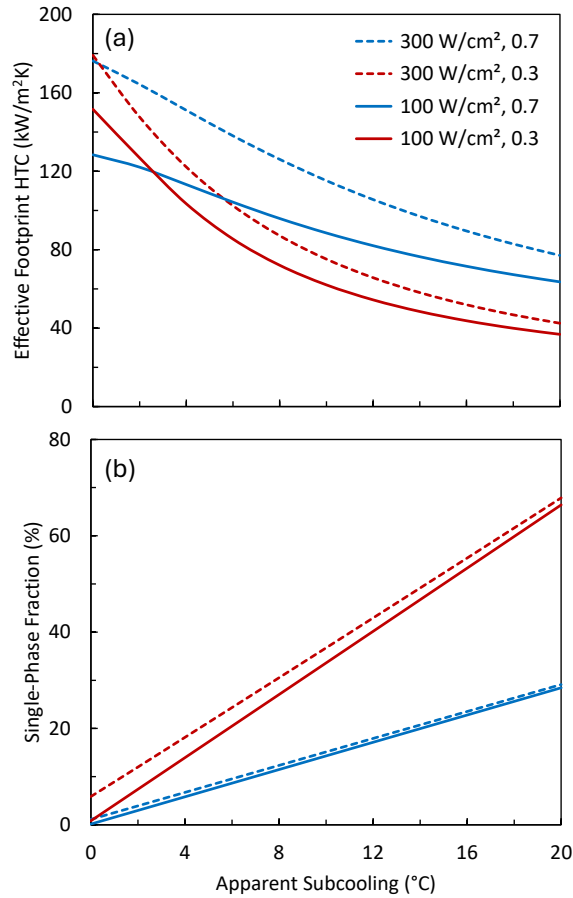 (a)
300 W/cm², 0.7
300 W/cm², 0.3
100 W/cm², 0.7
100 W/cm², 0.3
Effective Footprint HTC (kW/m²K)
200
160
120
80
40
0
(b)
Single-Phase Fraction (%)
80
60
40
20
0
0 4 8 12 16 20
Apparent Subcooling (°C)